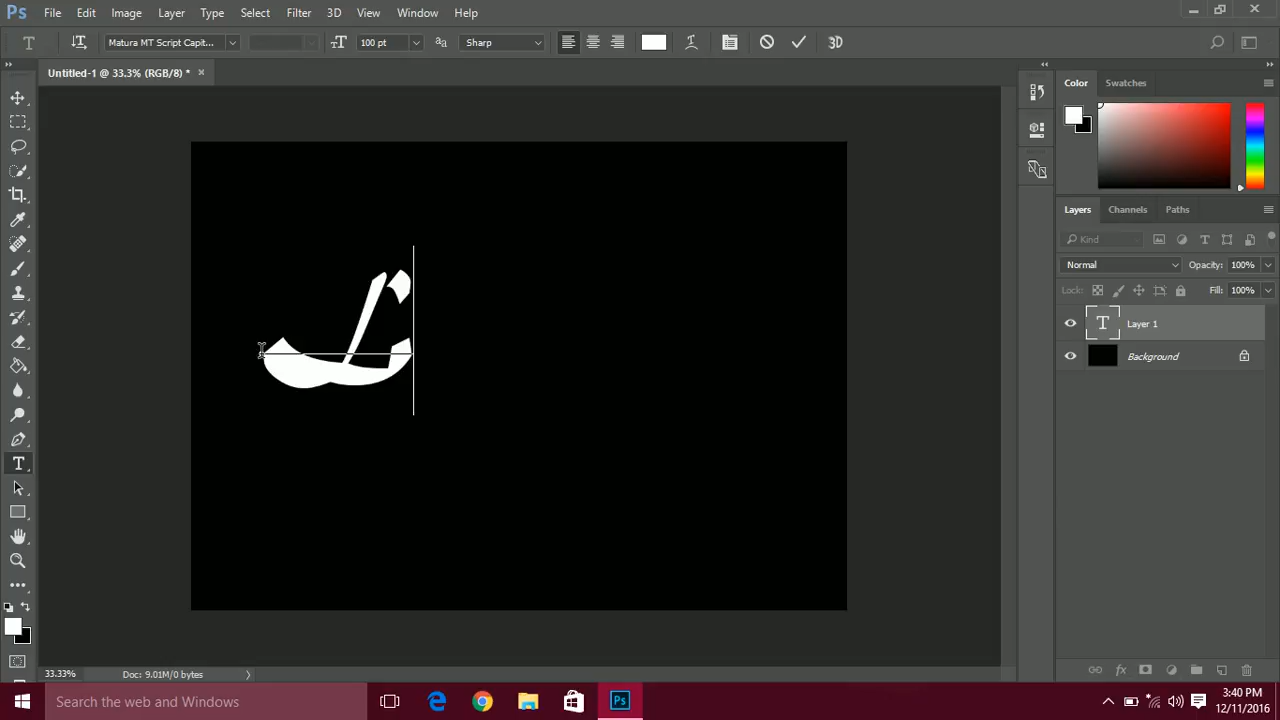 Ps File Edit Image Layer Type Select Filter 3D View Window Help
T Matura MT Script Capit... 100 pt aa Sharp 3D
Untitled-1 @ 33.3% (RGB/8) * ×
Color Swatches
L
Layers Channels Paths
Kind
Normal Opacity: 100%
Lock: Fill: 100%
T Layer 1
Background
T
33.33% Doc: 9.01M/0 bytes
fx
Search the web and Windows Ps 3:40 PM
12/11/2016